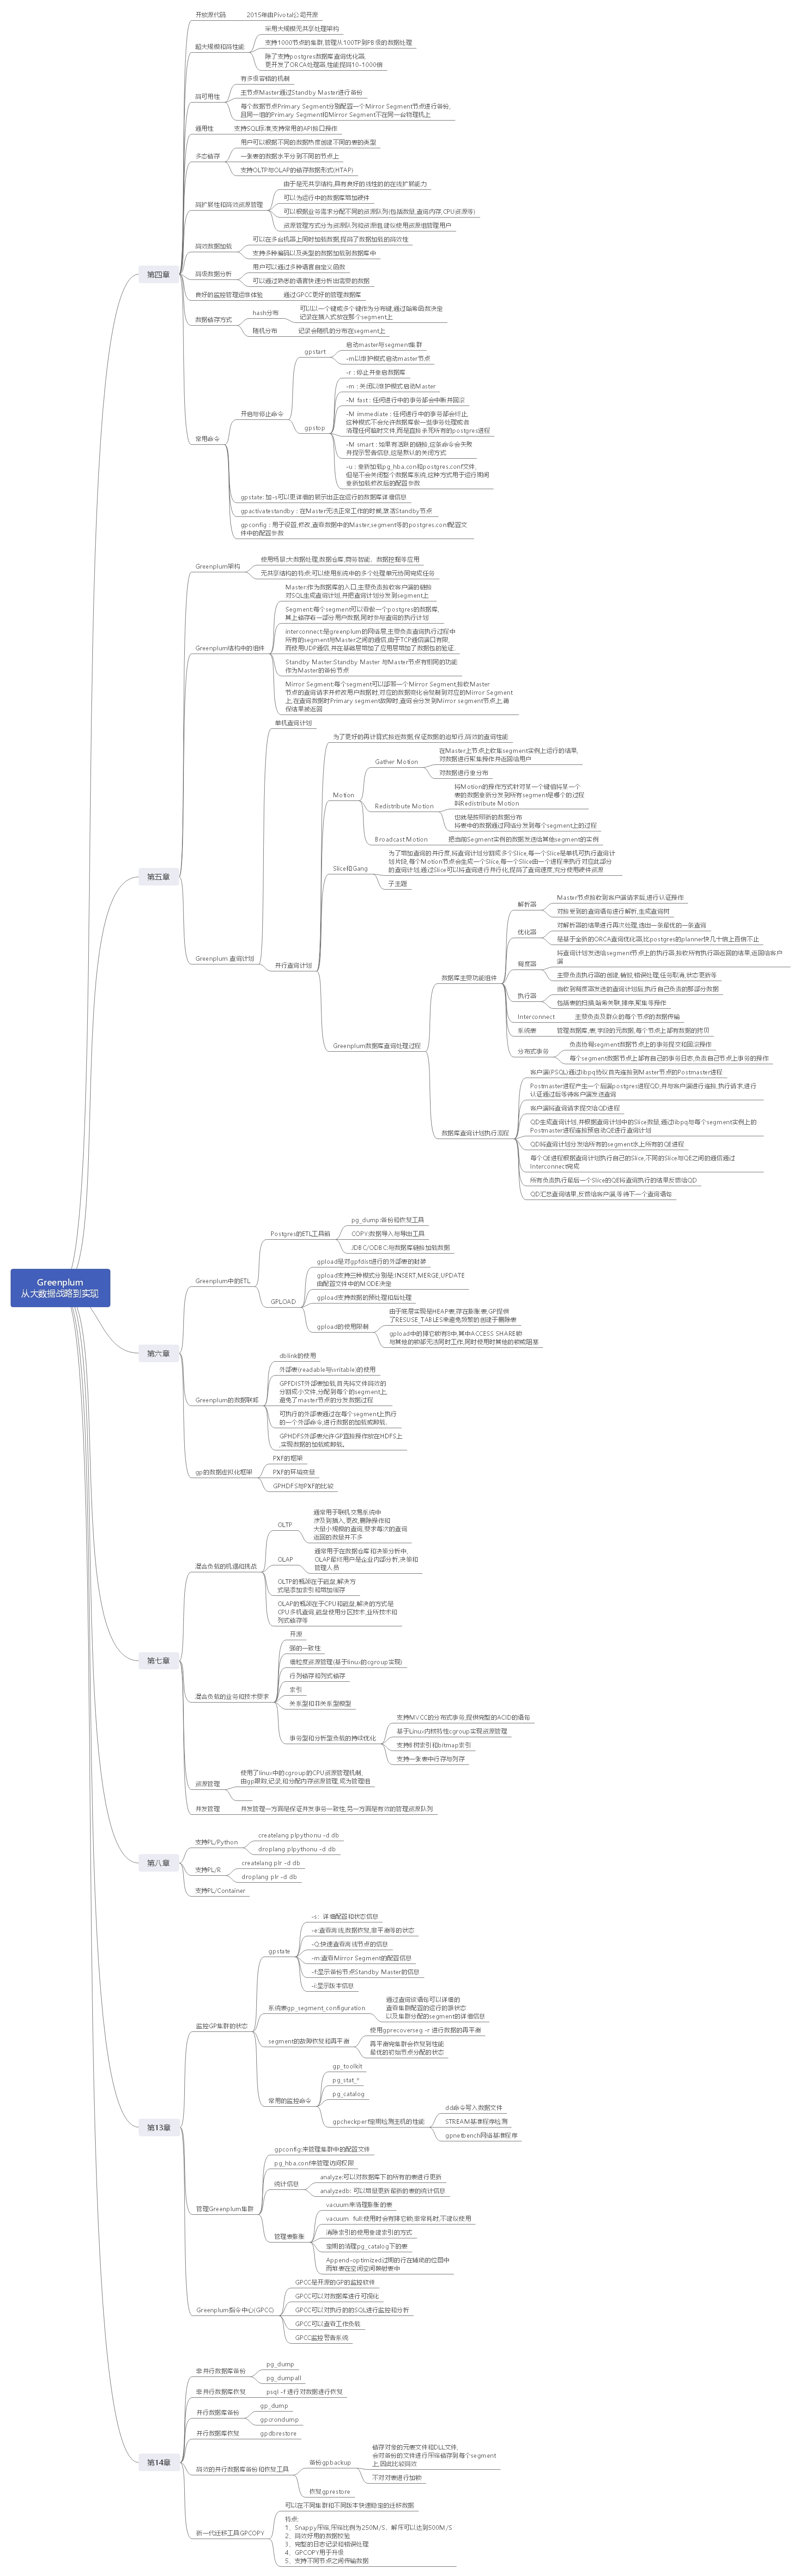 Greenplum
从大数据战略到实现
第四章
开放源代码
2015年由Pivotal公司开源
超大规模和高性能
采用大规模无共享处理架构
支持1000节点的集群,管理从100TP到PB级的数据处理
除了支持postgres数据库查询优化器,
更开发了ORCA处理器,性能提高10-1000倍
高可用性
有多级容错的机制
主节点Master通过Standby Master进行备份
每个数据节点Primary Segment分别配置一个Mirror Segment节点进行备份,
且同一组的Primary Segment和Mirror Segment不在同一台物理机上
通用性
支持SQL标准,支持常用的API接口操作
多态储存
用户可以根据不同的数据热度创建不同的表的类型
一张表的数据水平分到不同的节点上
支持OLTP与OLAP的储存数据形式(HTAP)
高扩展性和高效资源管理
由于是无共享结构,具有良好的线性的的在线扩展能力
可以为运行中的数据库增加硬件
可以根据业务需求分配不同的资源队列(包括数量,查询内存,CPU资源等)
资源管理方式分为资源队列和资源组,建议使用资源组管理用户
高效数据加载
可以在多台机器上同时加载数据,提高了数据加载的高效性
支持多种编码以及类型的数据加载到数据库中
高级数据分析
用户可以通过多种语言自定义函数
可以通过熟悉的语言快速分析出需要的数据
良好的监控管理运维体验
通过GPCC更好的管理数据库
数据储存方式
hash分布
可以以一个键或多个键作为分布键,通过哈希函数决定
记录在插入式放在那个segment上
随机分布
记录会随机的分布在segment上
常用命令
开启与停止命令
gpstart
启动master与segment集群
-m以维护模式启动master节点
gpstop
-r : 停止并重启数据库
-m : 关闭以维护模式启动Master
-M fast : 任何进行中的事务都会中断并回滚
-M immediate : 任何进行中的事务都会终止,
这种模式不会允许数据库做一些事务处理或者
清理任何临时文件,而是直接杀死所有的postgres进程
-M smart : 如果有活跃的链接,这条命令会失败
并提示警告信息,这是默认的关闭方式
-u : 重新加载pg_hba.con和postgres.conf文件,
但是不会关闭整个数据库系统,这种方式用于运行期间
重新加载修改后的配置参数
gpstate: 加-s可以更详细的展示出正在运行的数据库详细信息
gpactivatestandby : 在Master无法正常工作的时候,激活Standby节点
gpconfig : 用于设置,修改,查看数据中的Master,segment等的postgres.conf配置文
件中的配置参数
第五章
Greenplum架构
使用场景:大数据处理,数据仓库,商务智能、数据挖掘等应用
无共享结构的特点:可以使用系统中的多个处理单元协同完成任务
Greenplum结构中的组件
Master:作为数据库的入口,主要负责接收客户端的链接
对SQL生成查询计划,并把查询计划分发到segment上
Segment:每个segment可以看做一个postgres的数据库,
其上储存着一部分用户数据,同时参与查询的执行计划
Interconnect:是greenplum的网络层,主要负责查询执行过程中
所有的segment与Master之间的通信,由于TCP通信端口有限,
而使用UDP通信,并在基础层增加了应用层增加了数据包的验证.
Standby Master:Standby Master 与Master节点有相同的功能
作为Master的备份节点
Mirror Segment:每个segment可以部署一个Mirror Segment,接收Master
节点的查询请求并修改用户数据时,对应的数据变化会复制到对应的Mirror Segment
上,在查询数据时Primary segment故障时,查询会分发到Mirror segment节点上,确
保结果被返回
Greenplum 查询计划
单机查询计划
并行查询计划
为了更好的再计算式接近数据,保证数据的追却行,高效的查询性能
Motion
Gather Motion
在Master上节点上收集segment实例上运行的结果,
对数据进行聚集操作并返回给用户
对数据进行重分布
Redistribute Motion
将Motion的操作方式针对某一个键值将某一个
表的数据重新分发到所有segment是哪个的过程
叫Redistribute Motion
也就是按照新的数据分布
将表中的数据通过网络分发到每个segment上的过程
Broadcast Motion
把当前Segment实例的数据发送给其他segment的实例
Slice和Gang
为了增加查询的并行度,将查询计划分割成多个Slice,每一个Slice是单机可执行查询计
划片段,每个Motion节点会生成一个Slice,每一个Slice由一个进程来执行对应此部分
的查询计划,通过Slice可以将查询进行并行化,提高了查询速度,充分使用硬件资源
子主题
Greenplum数据库查询处理过程
数据库主要功能组件
解析器
Master节点接收到客户端请求后,进行认证操作
对接受到的查询语句进行解析,生成查询树
优化器
对解析器的结果进行再次处理,选出一条最优的一条查询
是基于全新的ORCA查询优化器,比postgres的planner快几十倍上百倍不止
调度器
将查询计划发送给segment节点上的执行器,接收所有执行器返回的结果,返回给客户
端
主要负责执行器的创建,销毁,错误处理,任务取消,状态更新等
执行器
当收到调度器发送的查询计划后,执行自己负责的那部分数据
包括表的扫描,哈希关联,排序,聚集等操作
Interconnect
主要负责及群众的每个节点的数据传输
系统表
管理数据库,表,字段的元数据,每个节点上都有数据的拷贝
分布式事务
负责协调segment数据节点上的事务提交和回滚操作
每个segment数据节点上都有自己的事务日志,负责自己节点上事务的操作
数据库查询计划执行流程
客户端(PSQL)通过libpq协议首先连接到Master节点的Postmaster进程
Postmaster进程产生一个后端postgres进程QD,并与客户端进行连接,执行请求,进行
认证通过后等待客户端发送查询
客户端将查询请求提交给QD进程
QD生成查询计划,并根据查询计划中的Slice数量,通过libpq与每个segment实例上的
Postmaster进程连接预启动QE进行查询计划
QD将查询计划分发给所有的segment水上所有的QE进程
每个QE进程根据查询计划执行自己的Slice,不同的Slice与QE之间的通信通过
Interconnect完成
所有负责执行最后一个Slice的QE将查询执行的结果反馈给QD
QD汇总查询结果,反馈给客户端,等待下一个查询语句
第六章
Greenplum中的ETL
Postgres的ETL工具箱
pg_dump:备份和恢复工具
COPY:数据导入与导出工具
JDBC/ODBC:与数据库链接加载数据
GPLOAD
gpload是对gpfdist进行的外部表的封装
gpload支持三种模式分别是:INSERT,MERGE,UPDATE
由配置文件中的MODE决定
gpload支持数据的预处理和后处理
gpload的使用限制
由于底层实现是HEAP表,存在膨胀表,GP提供
了RESUSE_TABLES来避免频繁的创建于删除表
gpload中的排它锁有8中,其中ACCESS SHARE锁
与其他的锁都无法同时工作,同时使用时其他的锁被阻塞
Greenplum的数据联邦
dblink的使用
外部表(readable与writable)的使用
GPFDIST外部表加载,首先将文件高效的
分割成小文件,分配到每个的segment上,
避免了master节点的分发数据过程
可执行的外部表通过在每个segment上执行
的一个外部命令,进行数据的加载或卸载.
GPHDFS外部表允许GP直接操作放在HDFS上
,实现数据的加载或卸载。
gp的数据虚拟化框架
PXF的框架
PXF的环境变量
GPHDFS与PXF的比较
第七章
混合负载的机遇和挑战
OLTP
通常用于联机交易系统中
涉及到插入,更改,删除操作和
大量小规模的查询,要求每次的查询
返回的数量并不多
OLAP
通常用于在数据仓库和决策分析中,
OLAP最终用户是企业内部分析,决策和
管理人员
OLTP的瓶颈在于磁盘,解决方
式是添加索引和增加缓存
OLAP的瓶颈在于CPU和磁盘,解决的方式是
CPU多机查询,磁盘使用分区技术,业所技术和
列式储存等
混合负载的业务和技术要求
开源
强的一致性
细粒度资源管理(基于linux的cgroup实现)
行列储存和列式储存
索引
关系型和非关系型模型
事务型和分析型负载的持续优化
支持MVCC的分布式事务,提供完整的ACID的语句
基于Linux内核特性cgroup实现资源管理
支持B树索引和bitmap索引
支持一张表中行存与列存
资源管理
使用了linux中的cgroup的CPU资源管理机制,
由gp跟踪,记录,和分配内存资源管理,成为管理组
并发管理
并发管理一方面是保证并发事务一致性,另一方面是有效的管理资源队列
第八章
支持PL/Python
createlang plpythonu -d db
droplang plpythonu -d db
支持PL/R
createlang plr -d db
droplang plr -d db
支持PL/Container
第13章
监控GP集群的状态
gpstate
-s：详细配置和状态信息
-e:查看离线,数据恢复,非平衡等的状态
-Q:快速查看离线节点的信息
-m:查看Mirror Segment的配置信息
-f:显示备份节点Standby Master的信息
-i:显示版本信息
系统表gp_segment_configuration
通过查询该语句可以详细的
查看集群配置的运行的额状态
以及集群分配的segment的详细信息
segment的故障恢复和再平衡
使用gprecoverseg -r 进行数据的再平衡
再平衡完集群会恢复到性能
最优的初始节点分配的状态
常用的监控命令
gp_toolkit
pg_stat_*
pg_catalog
gpcheckperf定期检测主机的性能
dd命令写入数据文件
STREAM基准程序检测
gpnetbench网络基准程序
管理Greenplum集群
gpconfig:来管理集群中的配置文件
pg_hba.conf来管理访问权限
统计信息
analyze:可以对数据库下的所有的表进行更新
analyzedb: 可以增量更新最新的表的统计信息
管理表膨胀
vacuum来清理膨胀的表
vacuum full:使用时会有排它锁,非常耗时,不建议使用
消除索引的使用重建索引的方式
定期的清理pg_catalog下的表
Append-optimized过期的行在辅助的位图中
而堆表在空闲空间映射表中
Greenplum指令中心(GPCC)
GPCC是开源的GP的监控软件
GPCC可以对数据库进行可视化
GPCC可以对执行的的SQL进行监控和分析
GPCC可以查看工作负载
GPCC监控警告系统
第14章
非并行数据库备份
pg_dump
pg_dumpall
非并行数据库恢复
psql -f 进行对数据进行恢复
并行数据库备份
gp_dump
gpcrondump
并行数据库恢复
gpdbrestore
高效的并行数据库备份和恢复工具
备份gpbackup
储存对象的元表文件和DLL文件,
会对备份的文件进行压缩储存到每个segment
上,因此比较高效
不对对表进行加锁
恢复gprestore
新一代迁移工具GPCOPY
可以在不同集群和不同版本快速稳定的迁移数据
特点:
1、Snappy压缩,压缩比例为250M/S、解压可以达到500M/S
2、高效好用的数据校验
3、完整的日志记录和错误处理
4、GPCOPY用于升级
5、支持不同节点之间传输数据